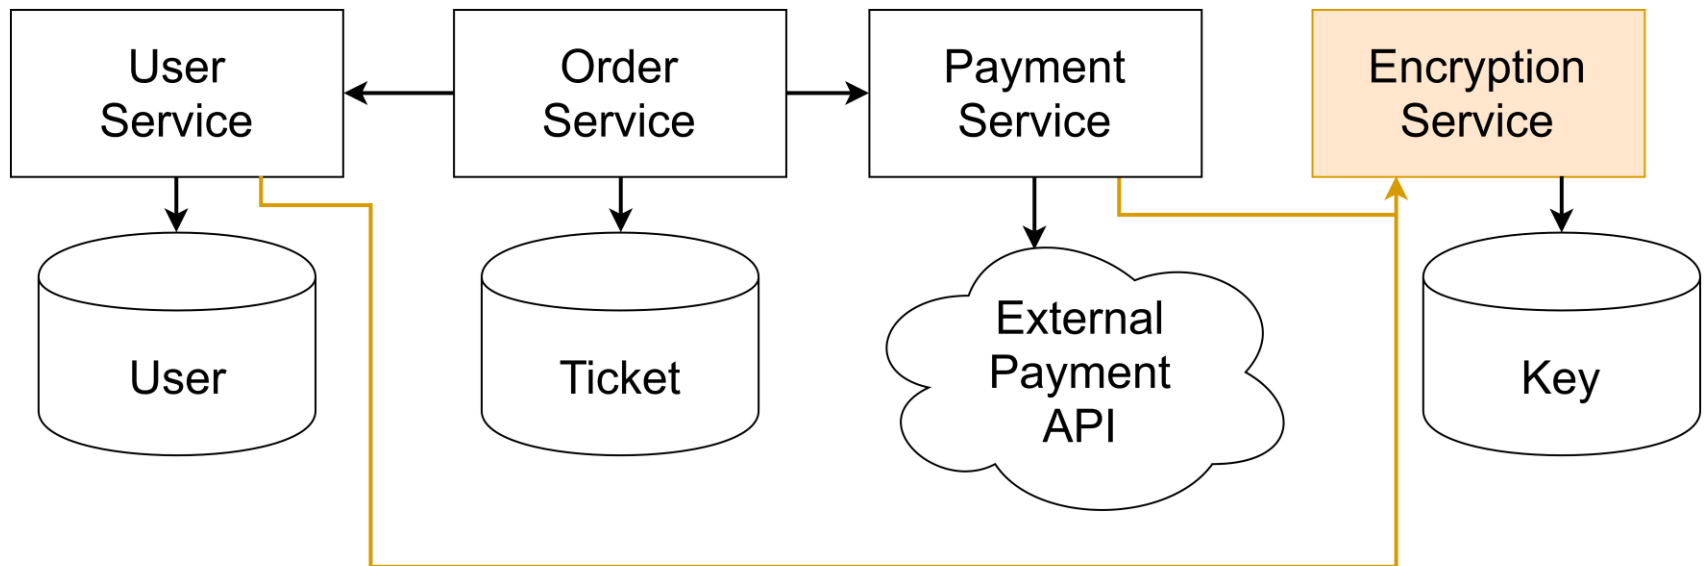 User
Service
Order
Service
Payment
Service
Encryption
Service
User
Ticket
External
Payment
API
Key